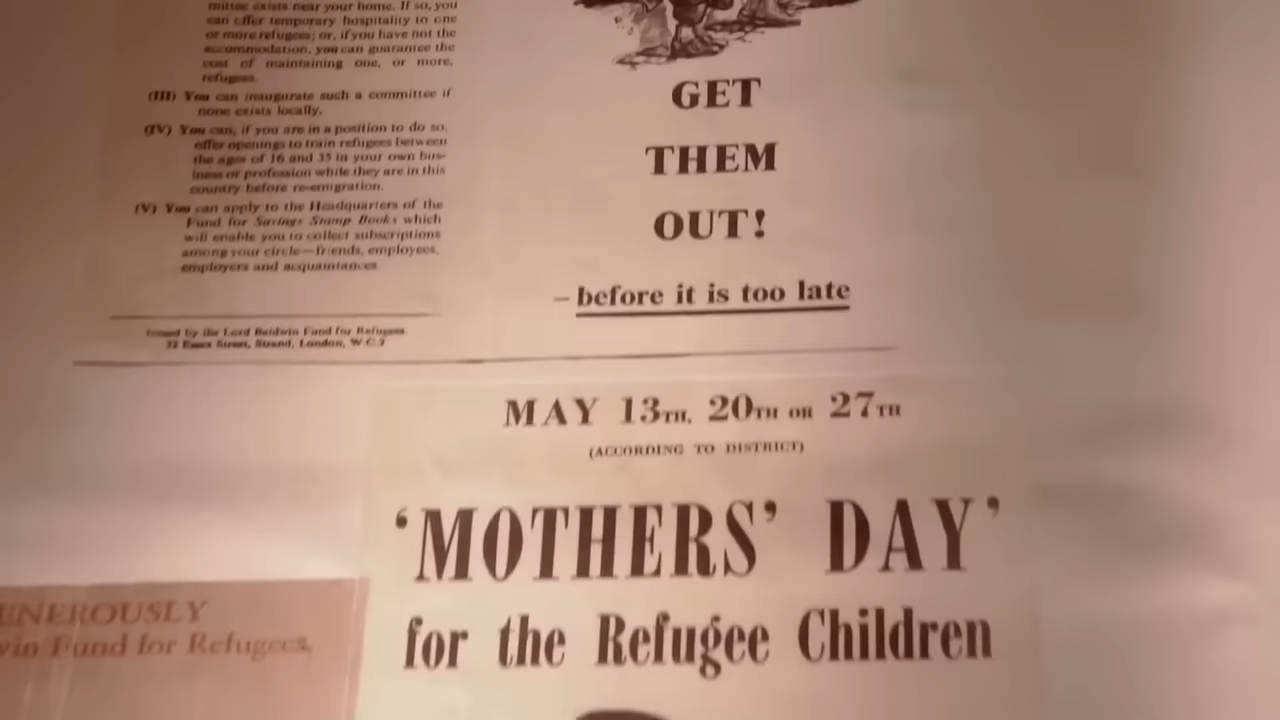 mittee exists near your home. If so, you
can offer temporary hospitality to one
or more refugees; or, if you have not the
accommodation, you can guarantee the
cost of maintaining one, or more,
refugees.
(III) You can inaugurate such a committee if
none exists locally.
(IV) You can, if you are in a position to do so,
offer openings to train refugees between
the ages of 16 and 35 in your own bus-
iness or profession while they are in this
country before re-emigration.
(V) You can apply to the Headquarters of the
Fund for Savings Stamp Books which
will enable you to collect subscriptions
among your circle—friends, employees,
employers and acquaintances.
Issued by the Lord Baldwin Fund for Refugees
32 Essex Street, Strand, London, W.C.2
GET
THEM
OUT!
– before it is too late
MAY 13TH, 20TH OR 27TH
(ACCORDING TO DISTRICT)
‘MOTHERS’ DAY’
for the Refugee Children
ENEROUSLY
win Fund for Refugees,